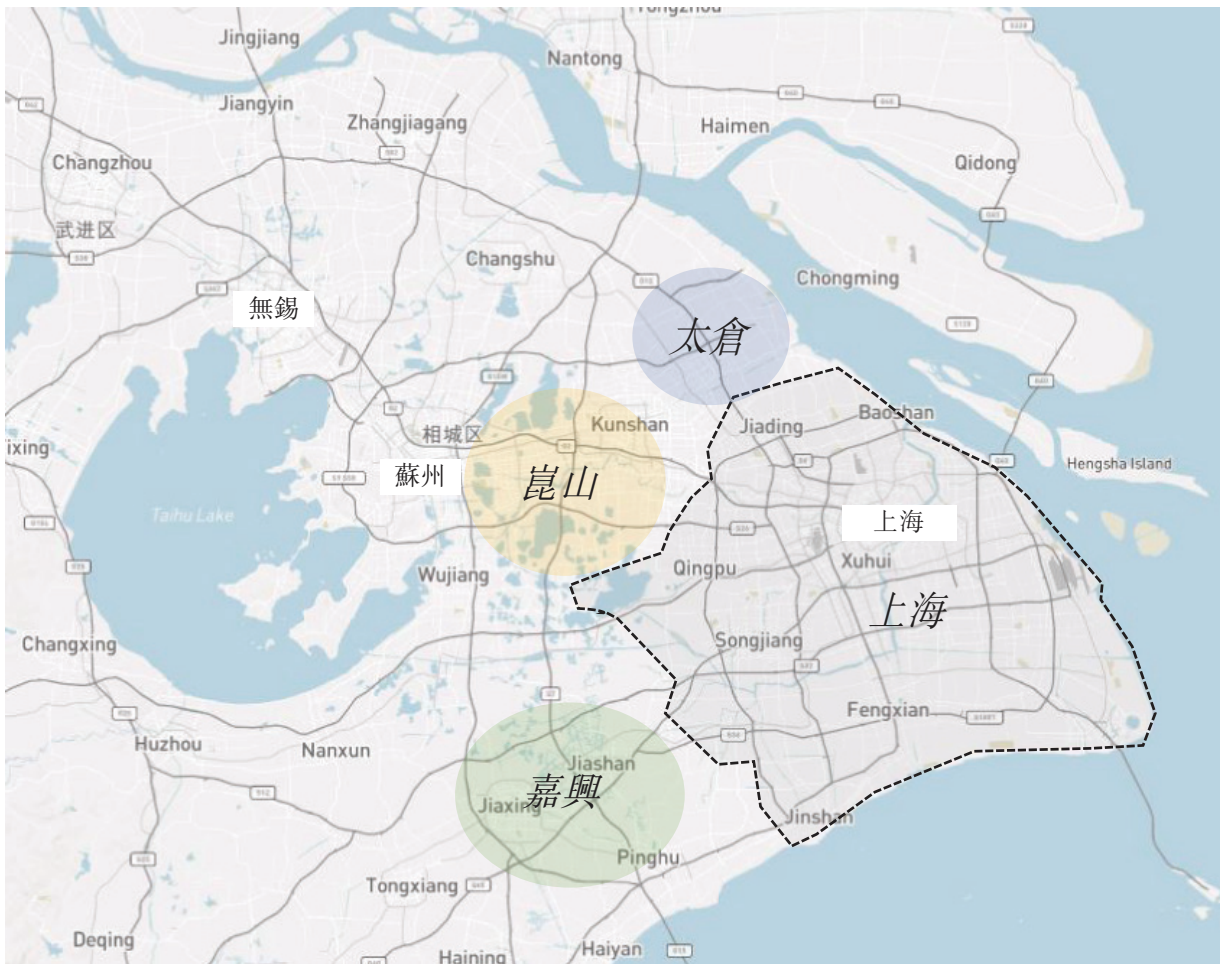 Tongzhou
Jingjiang
Nantong
Jiangyin
Zhangjiagang
Haimen
Changzhou
Qidong
武进区
Changshu
Chongming
無錫
太倉
Kunshan
Jiading
Baoshan
相城区
蘇州
崑山
Hengsha Island
Taihu Lake
上海
Qingpu
Xuhui
Wujiang
上海
Songjiang
Changxing
Fengxian
Huzhou
Nanxun
Jiashan
嘉興
Jiaxing
Jinshan
Pinghu
Tongxiang
Deqing
Haining
Haiyan